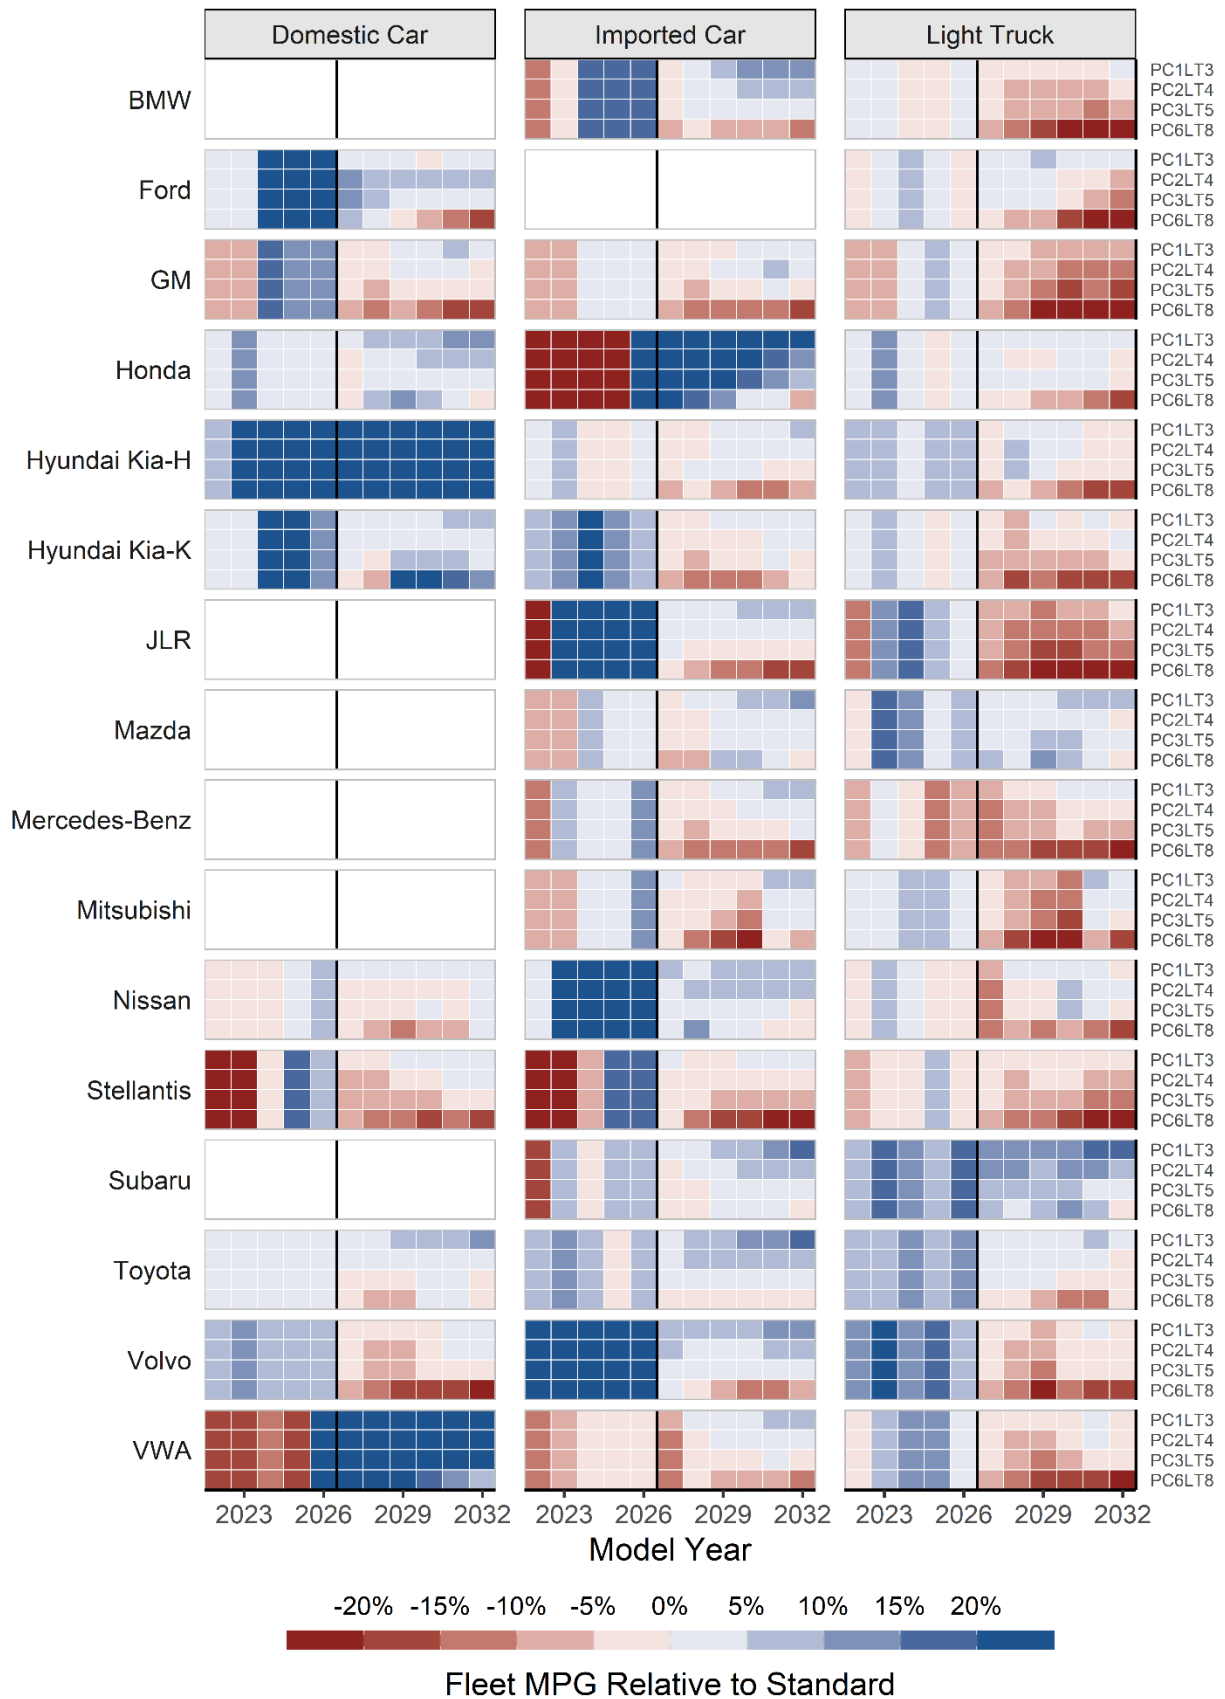 Domestic Car Imported Car Light Truck
BMW
PC1LT3
PC2LT4
PC3LT5
PC6LT8
Ford
PC1LT3
PC2LT4
PC3LT5
PC6LT8
GM
PC1LT3
PC2LT4
PC3LT5
PC6LT8
Honda
PC1LT3
PC2LT4
PC3LT5
PC6LT8
Hyundai Kia-H
PC1LT3
PC2LT4
PC3LT5
PC6LT8
Hyundai Kia-K
PC1LT3
PC2LT4
PC3LT5
PC6LT8
JLR
PC1LT3
PC2LT4
PC3LT5
PC6LT8
Mazda
PC1LT3
PC2LT4
PC3LT5
PC6LT8
Mercedes-Benz
PC1LT3
PC2LT4
PC3LT5
PC6LT8
Mitsubishi
PC1LT3
PC2LT4
PC3LT5
PC6LT8
Nissan
PC1LT3
PC2LT4
PC3LT5
PC6LT8
Stellantis
PC1LT3
PC2LT4
PC3LT5
PC6LT8
Subaru
PC1LT3
PC2LT4
PC3LT5
PC6LT8
Toyota
PC1LT3
PC2LT4
PC3LT5
PC6LT8
Volvo
PC1LT3
PC2LT4
PC3LT5
PC6LT8
VWA
PC1LT3
PC2LT4
PC3LT5
PC6LT8
2023 2026 2029 2032 2023 2026 2029 2032 2023 2026 2029 2032
Model Year
-20% -15% -10% -5% 0% 5% 10% 15% 20%
Fleet MPG Relative to Standard